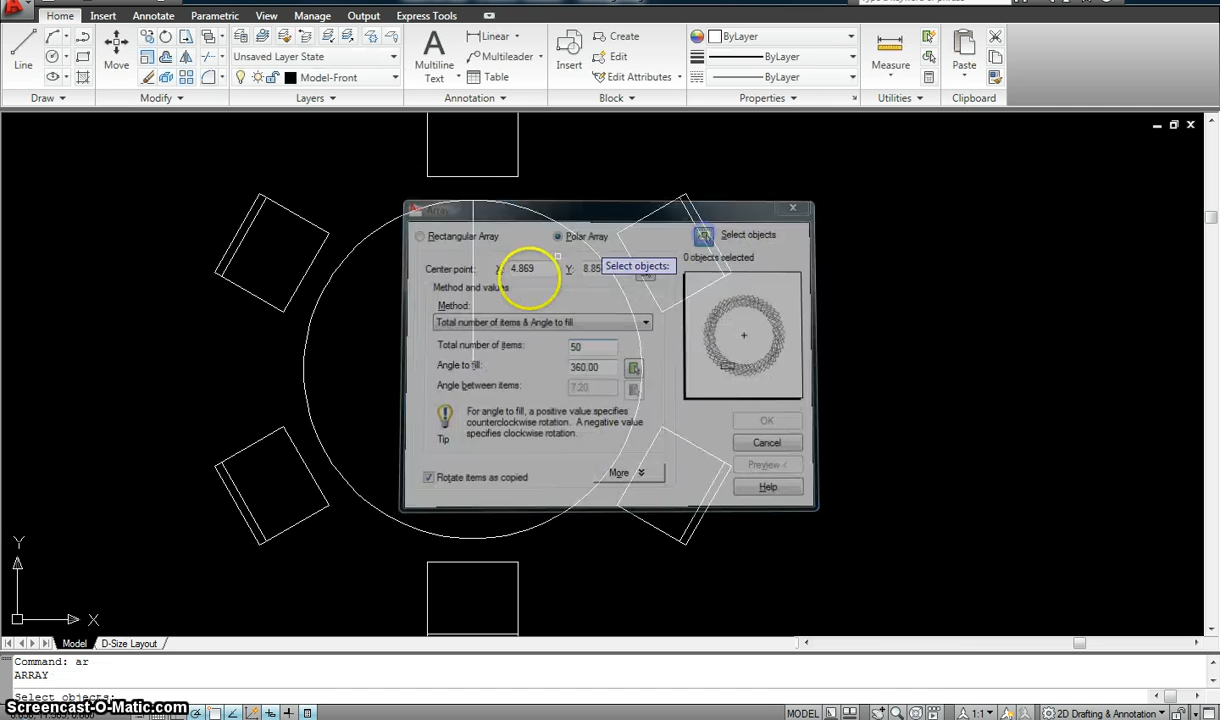 Home Insert Annotate Parametric View Manage Output Express Tools
Line
Move
Unsaved Layer State
Model-Front
Multiline
Text
Linear
Multileader
Table
Insert
Create
Edit
Edit Attributes
ByLayer
ByLayer
ByLayer
Measure
Paste
Draw Modify Layers Annotation Block Properties Utilities Clipboard
Array
Rectangular Array Polar Array Select objects
0 objects selected
Select objects:
Center point: X: 4.869 Y: 8.85
Method and values
Method:
Total number of items & Angle to fill
Total number of items: 50
Angle to fill: 360.00
Angle between items: 7.20
Tip
For angle to fill, a positive value specifies
counterclockwise rotation. A negative value
specifies clockwise rotation.
Rotate items as copied
More
OK
Cancel
Preview <
Help
Y
X
Model D-Size Layout
Command: ar
ARRAY
Select objects:
Screencast-O-Matic.com
MODEL 1:1 2D Drafting & Annotation